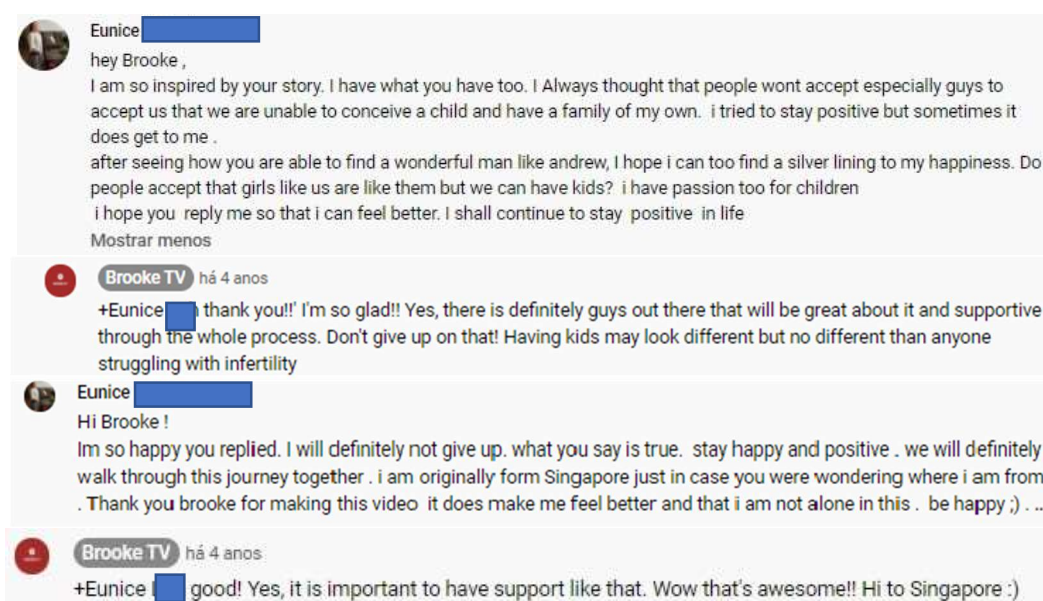 Eunice
hey Brooke ,
I am so inspired by your story. I have what you have too. I Always thought that people wont accept especially guys to
accept us that we are unable to conceive a child and have a family of my own. i tried to stay positive but sometimes it
does get to me .
after seeing how you are able to find a wonderful man like andrew, I hope i can too find a silver lining to my happiness. Do
people accept that girls like us are like them but we can have kids? i have passion too for children
i hope you reply me so that i can feel better. I shall continue to stay positive in life
Mostrar menos
Brooke TV há 4 anos
+Eunice thank you!!' I'm so glad!! Yes, there is definitely guys out there that will be great about it and supportive
through the whole process. Don't give up on that! Having kids may look different but no different than anyone
struggling with infertility
Eunice
Hi Brooke !
Im so happy you replied. I will definitely not give up. what you say is true. stay happy and positive . we will definitely
walk through this journey together . i am originally form Singapore just in case you were wondering where i am from
. Thank you brooke for making this video it does make me feel better and that i am not alone in this . be happy ;) . ..
Brooke TV há 4 anos
+Eunice good! Yes, it is important to have support like that. Wow that's awesome!! Hi to Singapore :)